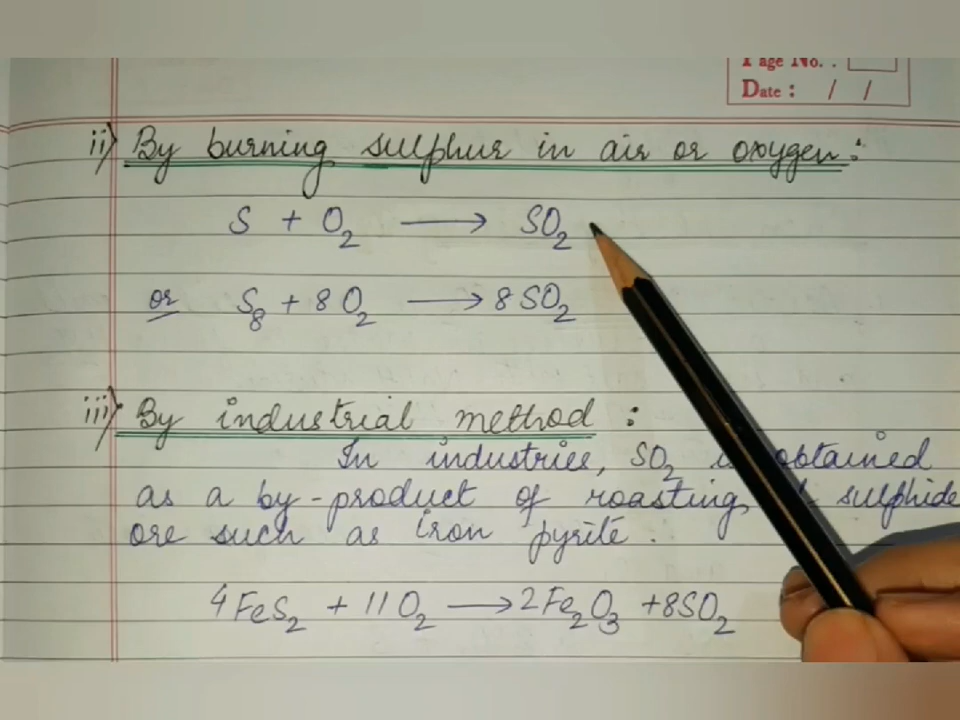 Page No. :
Date : / /
ii) By burning sulphur in air or oxygen :
S + O₂ ⟶ SO₂
or S₈ + 8O₂ ⟶ 8SO₂
iii) By industrial method :
In industries, SO₂ obtained
as a by-product of roasting sulphide
ore such as iron pyrite .
4FeS₂ + 11O₂ ⟶ 2Fe₂O₃ + 8SO₂